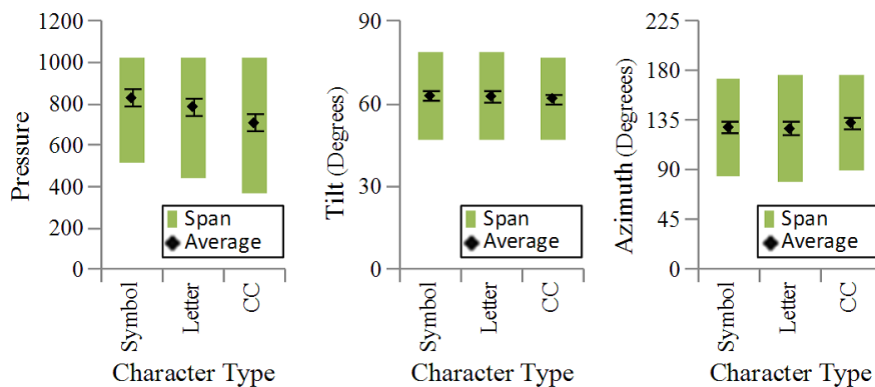 Pressure
1200
1000
800
600
400
200
0
Span
Average
Symbol
Letter
CC
Character Type
Tilt (Degrees)
90
60
30
0
Span
Average
Symbol
Letter
CC
Character Type
Azimuth (Degreees)
225
180
135
90
45
0
Span
Average
Symbol
Letter
CC
Character Type